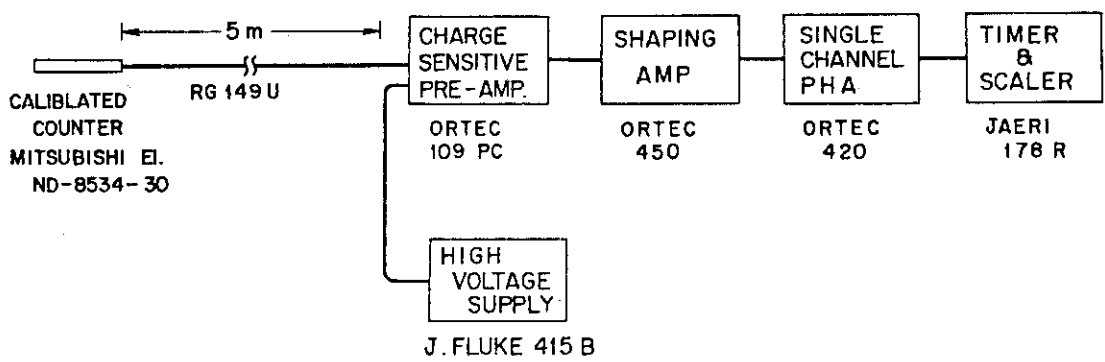 5 m
RG 149 U
CALIBLATED
COUNTER
MITSUBISHI El.
ND-8534-30
CHARGE
SENSITIVE
PRE-AMP.
ORTEC
109 PC
SHAPING
AMP
ORTEC
450
SINGLE
CHANNEL
PHA
ORTEC
420
TIMER
&
SCALER
JAERI
178 R
HIGH
VOLTAGE
SUPPLY
J. FLUKE 415 B